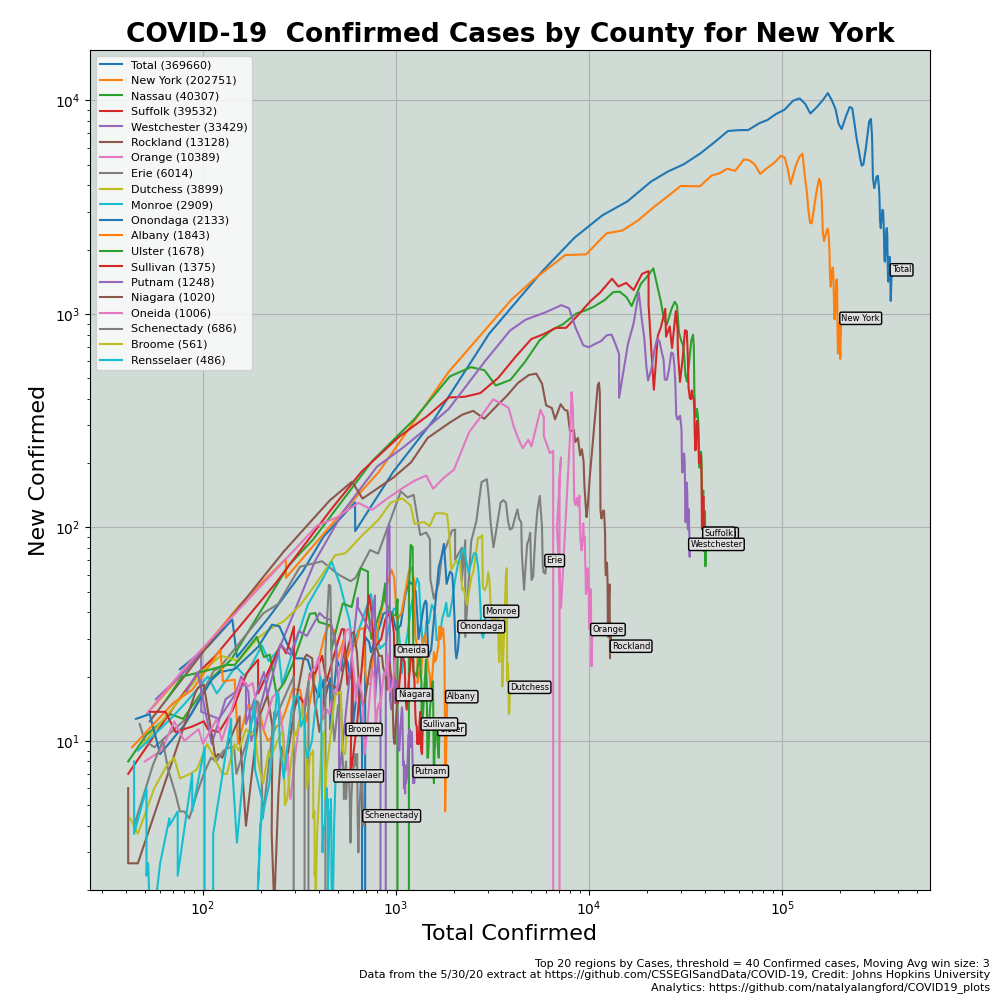 COVID-19  Confirmed Cases by County for New York
Total (369660)
New York (202751)
Nassau (40307)
Suffolk (39532)
Westchester (33429)
Rockland (13128)
Orange (10389)
Erie (6014)
Dutchess (3899)
Monroe (2909)
Onondaga (2133)
Albany (1843)
Ulster (1678)
Sullivan (1375)
Putnam (1248)
Niagara (1020)
Oneida (1006)
Schenectady (686)
Broome (561)
Rensselaer (486)
10⁴
10³
10²
10¹
New Confirmed
Total
New York
Suffolk
Westchester
Erie
Monroe
Onondaga
Orange
Rockland
Oneida
Dutchess
Niagara
Albany
Sullivan
Broome
Putnam
Rensselaer
Schenectady
10²
10³
10⁴
10⁵
Total Confirmed
Top 20 regions by Cases, threshold = 40 Confirmed cases, Moving Avg win size: 3
Data from the 5/30/20 extract at https://github.com/CSSEGISandData/COVID-19, Credit: Johns Hopkins University
Analytics: https://github.com/natalyalangford/COVID19_plots